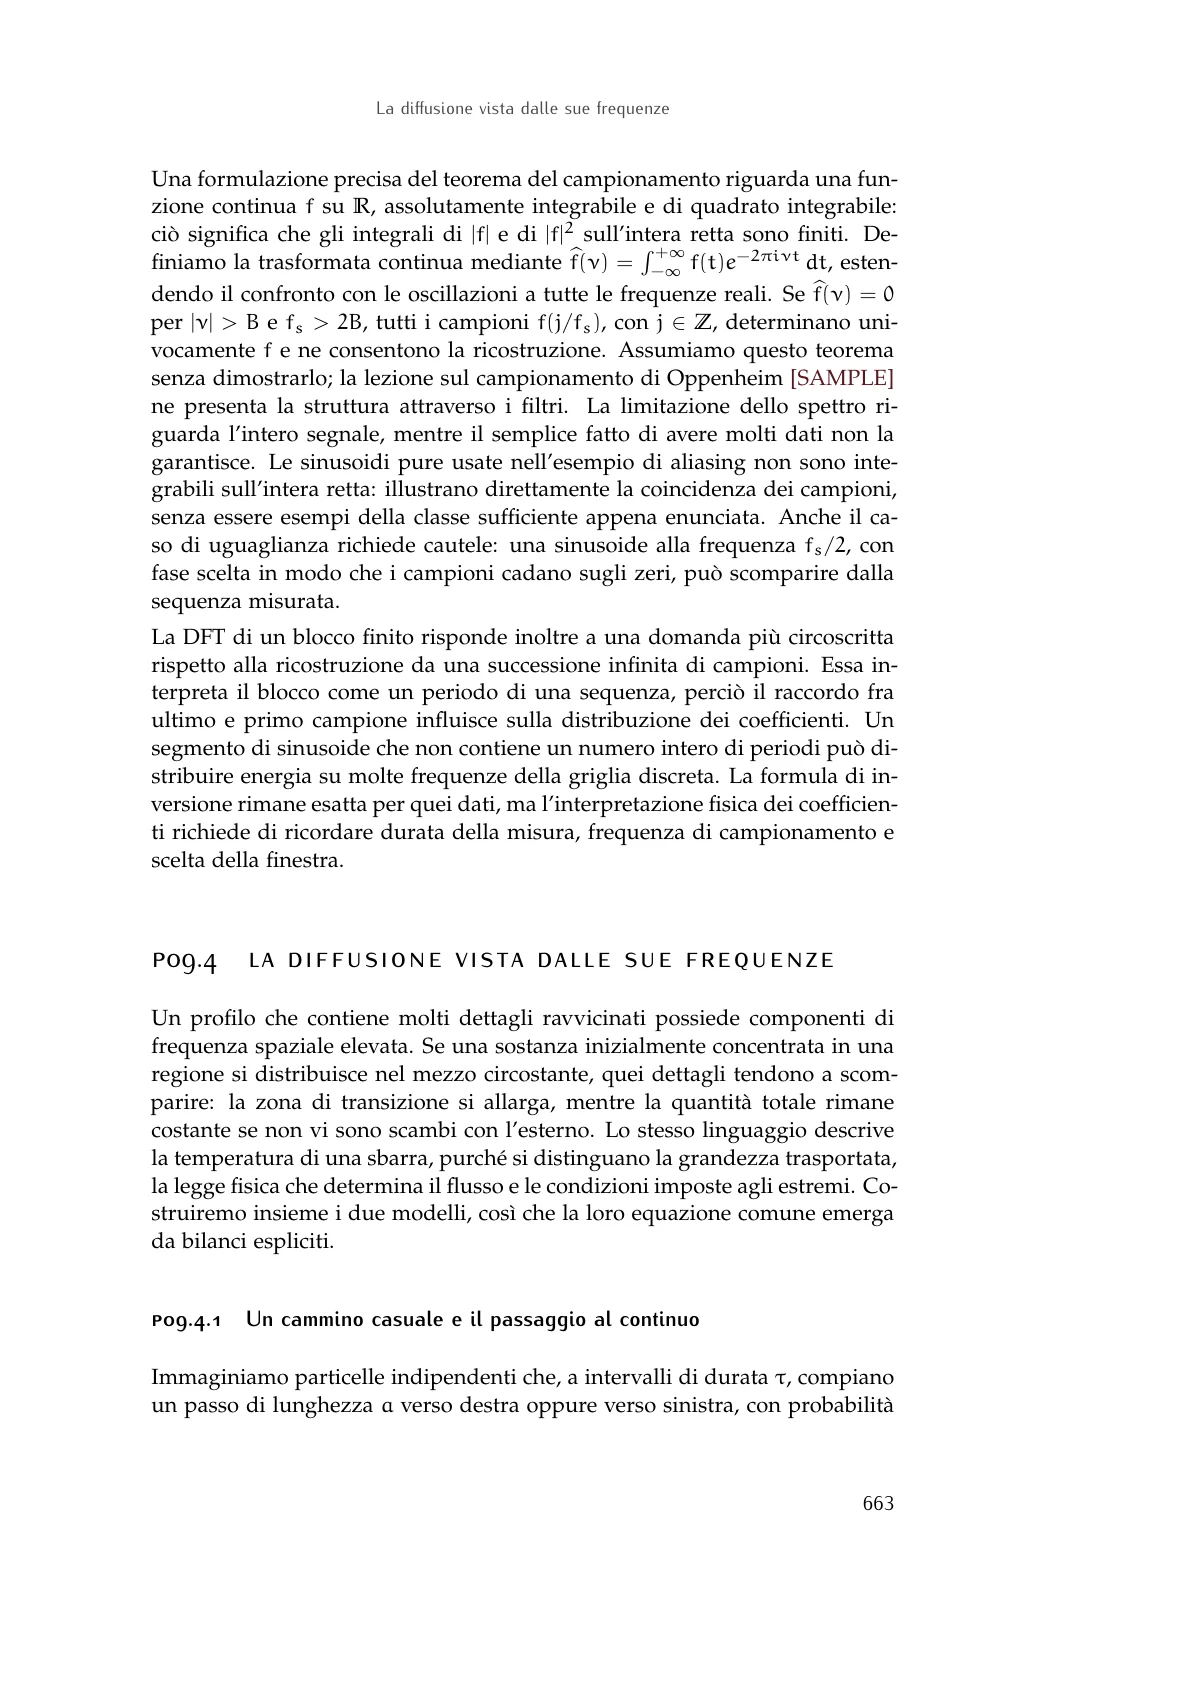 La diffusione vista dalle sue frequenze
Una formulazione precisa del teorema del campionamento riguarda una fun-
zione continua f su ℝ, assolutamente integrabile e di quadrato integrabile:
ciò significa che gli integrali di |f| e di |f|² sull'intera retta sono finiti. De-
finiamo la trasformata continua mediante f̂(ν) = ∫₋∞⁺∞ f(t)e⁻²πiνt dt, esten-
dendo il confronto con le oscillazioni a tutte le frequenze reali. Se f̂(ν) = 0
per |ν| > B e fₛ > 2B, tutti i campioni f(j/fₛ), con j ∈ ℤ, determinano uni-
vocamente f e ne consentono la ricostruzione. Assumiamo questo teorema
senza dimostrarlo; la lezione sul campionamento di Oppenheim [SAMPLE]
ne presenta la struttura attraverso i filtri. La limitazione dello spettro ri-
guarda l'intero segnale, mentre il semplice fatto di avere molti dati non la
garantisce. Le sinusoidi pure usate nell'esempio di aliasing non sono inte-
grabili sull'intera retta: illustrano direttamente la coincidenza dei campioni,
senza essere esempi della classe sufficiente appena enunciata. Anche il ca-
so di uguaglianza richiede cautele: una sinusoide alla frequenza fₛ/2, con
fase scelta in modo che i campioni cadano sugli zeri, può scomparire dalla
sequenza misurata.
La DFT di un blocco finito risponde inoltre a una domanda più circoscritta
rispetto alla ricostruzione da una successione infinita di campioni. Essa in-
terpreta il blocco come un periodo di una sequenza, perciò il raccordo fra
ultimo e primo campione influisce sulla distribuzione dei coefficienti. Un
segmento di sinusoide che non contiene un numero intero di periodi può di-
stribuire energia su molte frequenze della griglia discreta. La formula di in-
versione rimane esatta per quei dati, ma l'interpretazione fisica dei coefficien-
ti richiede di ricordare durata della misura, frequenza di campionamento e
scelta della finestra.
P09.4 LA DIFFUSIONE VISTA DALLE SUE FREQUENZE
Un profilo che contiene molti dettagli ravvicinati possiede componenti di
frequenza spaziale elevata. Se una sostanza inizialmente concentrata in una
regione si distribuisce nel mezzo circostante, quei dettagli tendono a scom-
parire: la zona di transizione si allarga, mentre la quantità totale rimane
costante se non vi sono scambi con l'esterno. Lo stesso linguaggio descrive
la temperatura di una sbarra, purché si distinguano la grandezza trasportata,
la legge fisica che determina il flusso e le condizioni imposte agli estremi. Co-
struiremo insieme i due modelli, così che la loro equazione comune emerga
da bilanci espliciti.
P09.4.1 Un cammino casuale e il passaggio al continuo
Immaginiamo particelle indipendenti che, a intervalli di durata τ, compiano
un passo di lunghezza a verso destra oppure verso sinistra, con probabilità
663